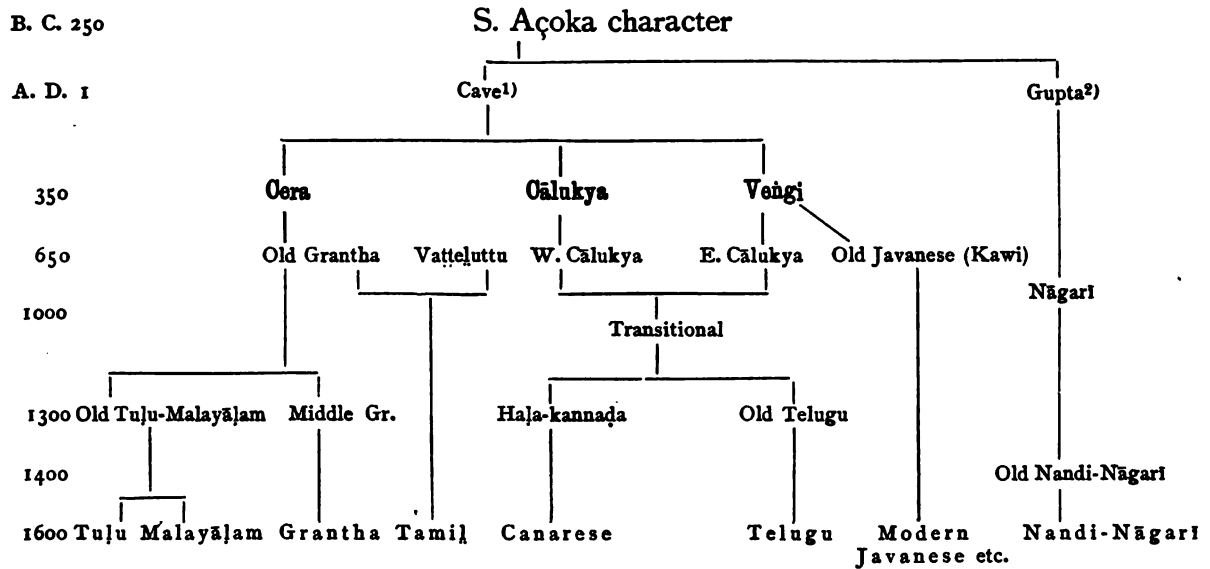 B. C. 250 S. Açoka character
A. D. 1 Cave¹) Gupta²)
350 Cera Cālukya Veṅgi
650 Old Grantha Vaṭṭeḻuttu W. Cālukya E. Cālukya Old Javanese (Kawi)
Nāgarī
1000
Transitional
1300 Old Tuḷu-Malayāḷam Middle Gr. Haḷa-kannaḍa Old Telugu
1400 Old Nandi-Nāgarī
1600 Tuḷu Malayāḷam Grantha Tamiḻ Canarese Telugu Modern Nandi-Nāgarī
Javanese etc.